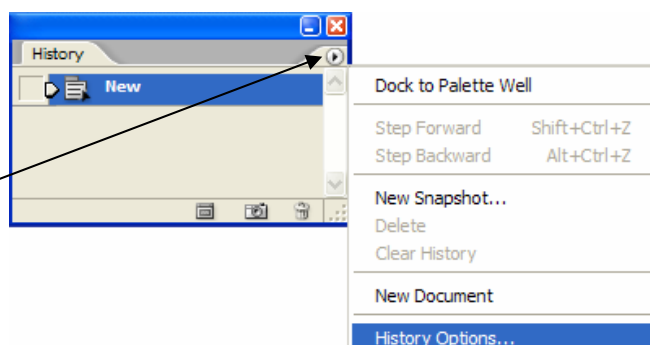 History
New
Dock to Palette Well
Step Forward Shift+Ctrl+Z
Step Backward Alt+Ctrl+Z
New Snapshot...
Delete
Clear History
New Document
History Options...